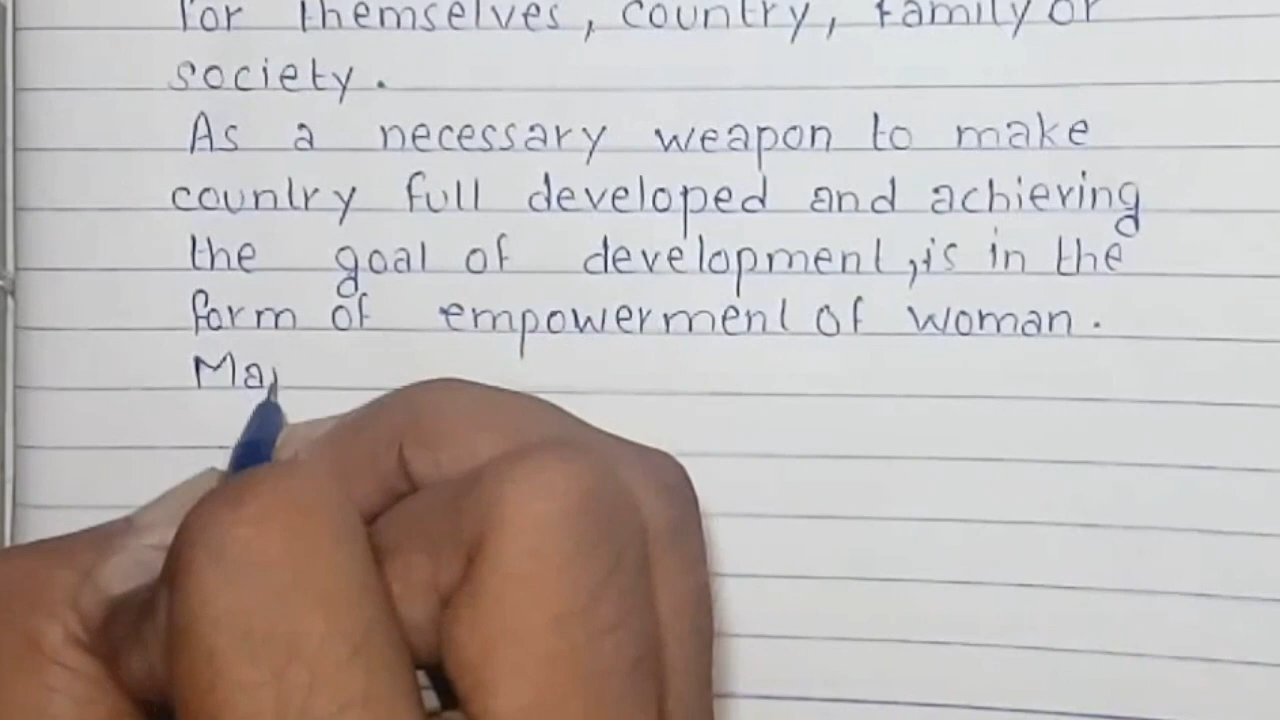 for themselves, country, family or
society.
As a necessary weapon to make
country full developed and achieving
the goal of development, is in the
form of empowerment of woman.
Ma